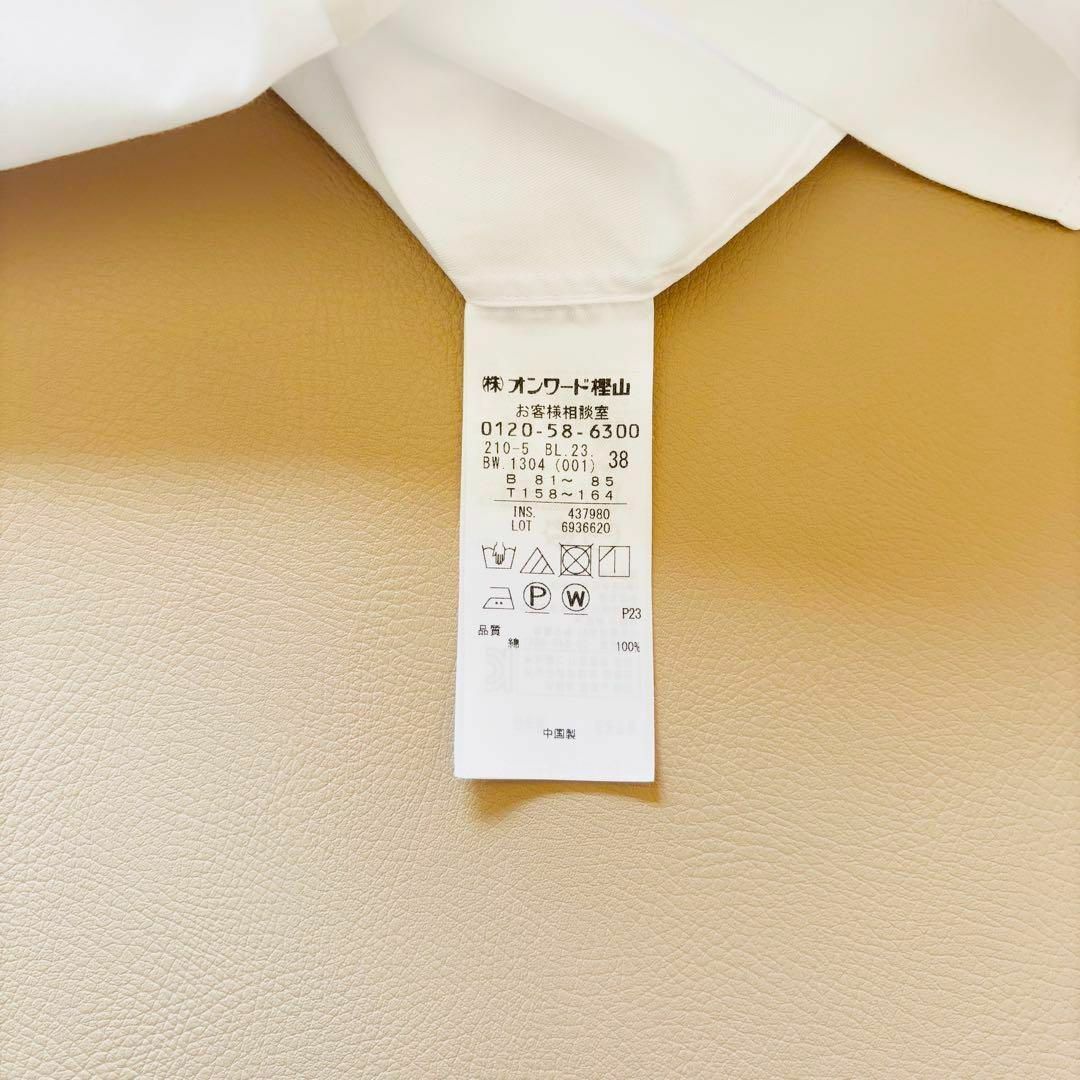 ㈱オンワード樫山
お客様相談室
0120-58-6300
210-5 BL.23. 38
BW.1304 (001)
B 81～ 85
T158～164
INS. 437980
LOT 6936620
P W
P23
品質
綿 100%
中国製